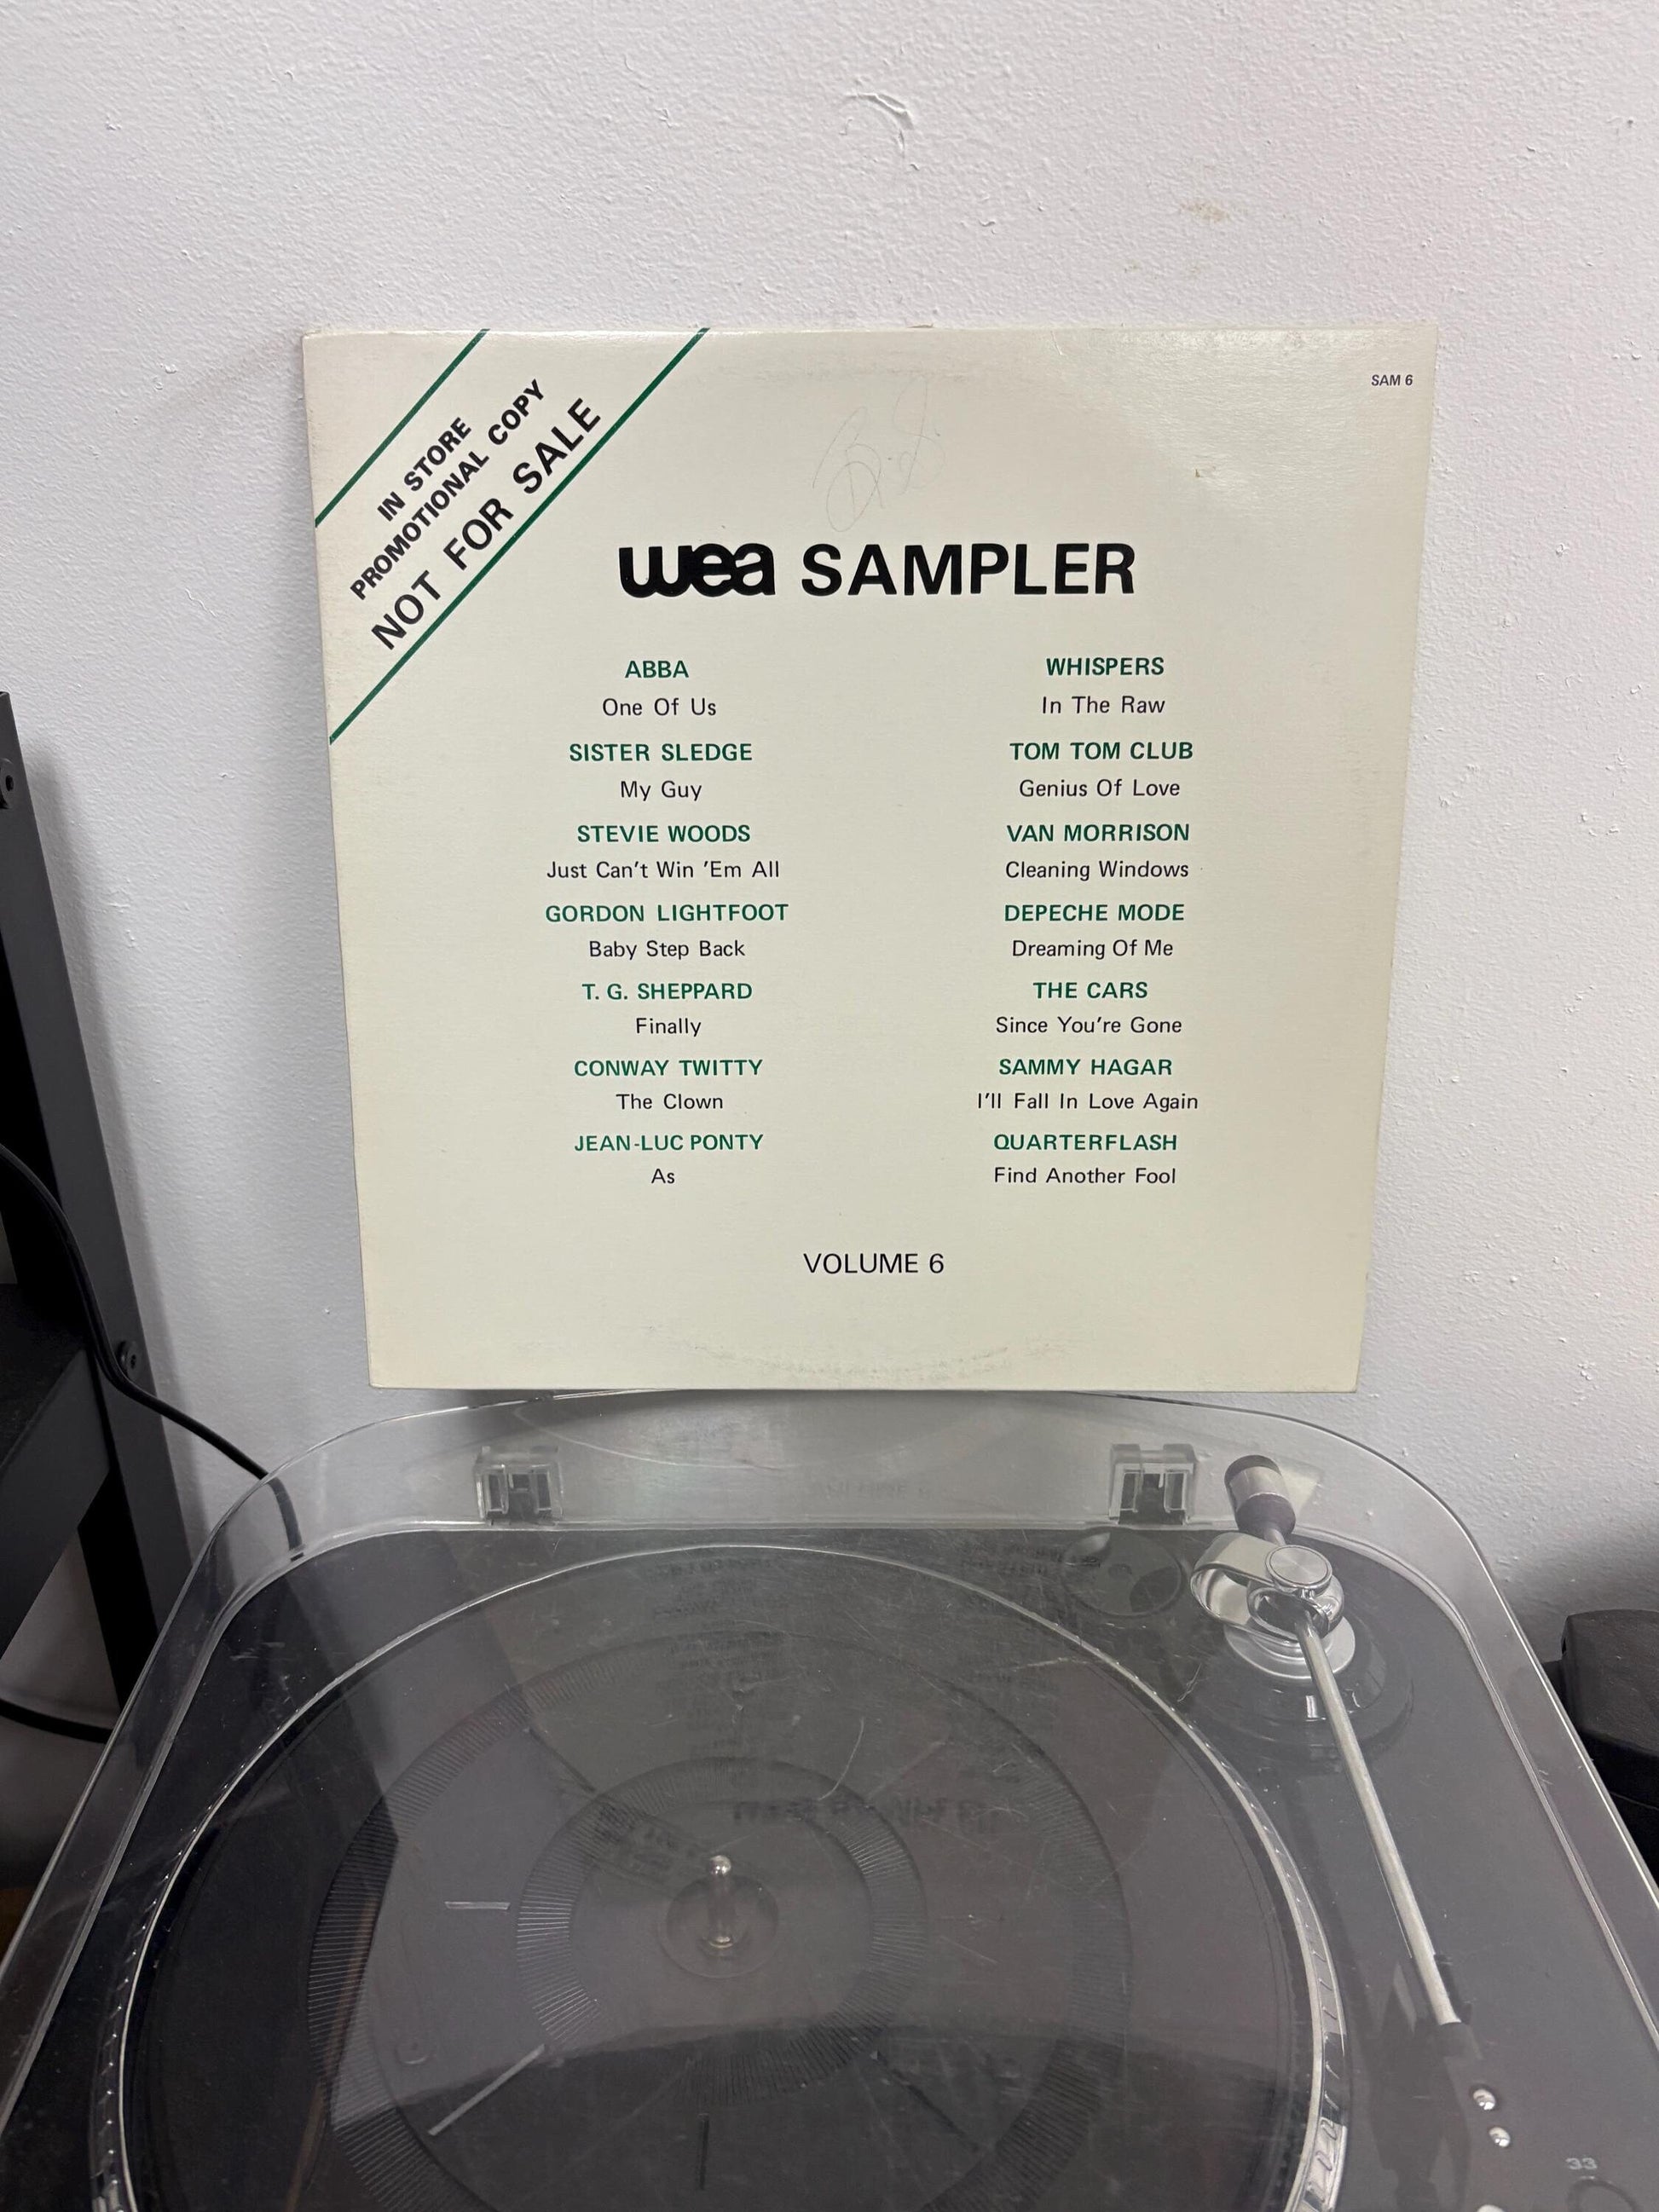 IN STORE
PROMOTIONAL COPY
NOT FOR SALE
SAM 6
wea SAMPLER
ABBA
One Of Us
SISTER SLEDGE
My Guy
STEVIE WOODS
Just Can't Win 'Em All
GORDON LIGHTFOOT
Baby Step Back
T. G. SHEPPARD
Finally
CONWAY TWITTY
The Clown
JEAN-LUC PONTY
As
WHISPERS
In The Raw
TOM TOM CLUB
Genius Of Love
VAN MORRISON
Cleaning Windows
DEPECHE MODE
Dreaming Of Me
THE CARS
Since You're Gone
SAMMY HAGAR
I'll Fall In Love Again
QUARTERFLASH
Find Another Fool
VOLUME 6
33